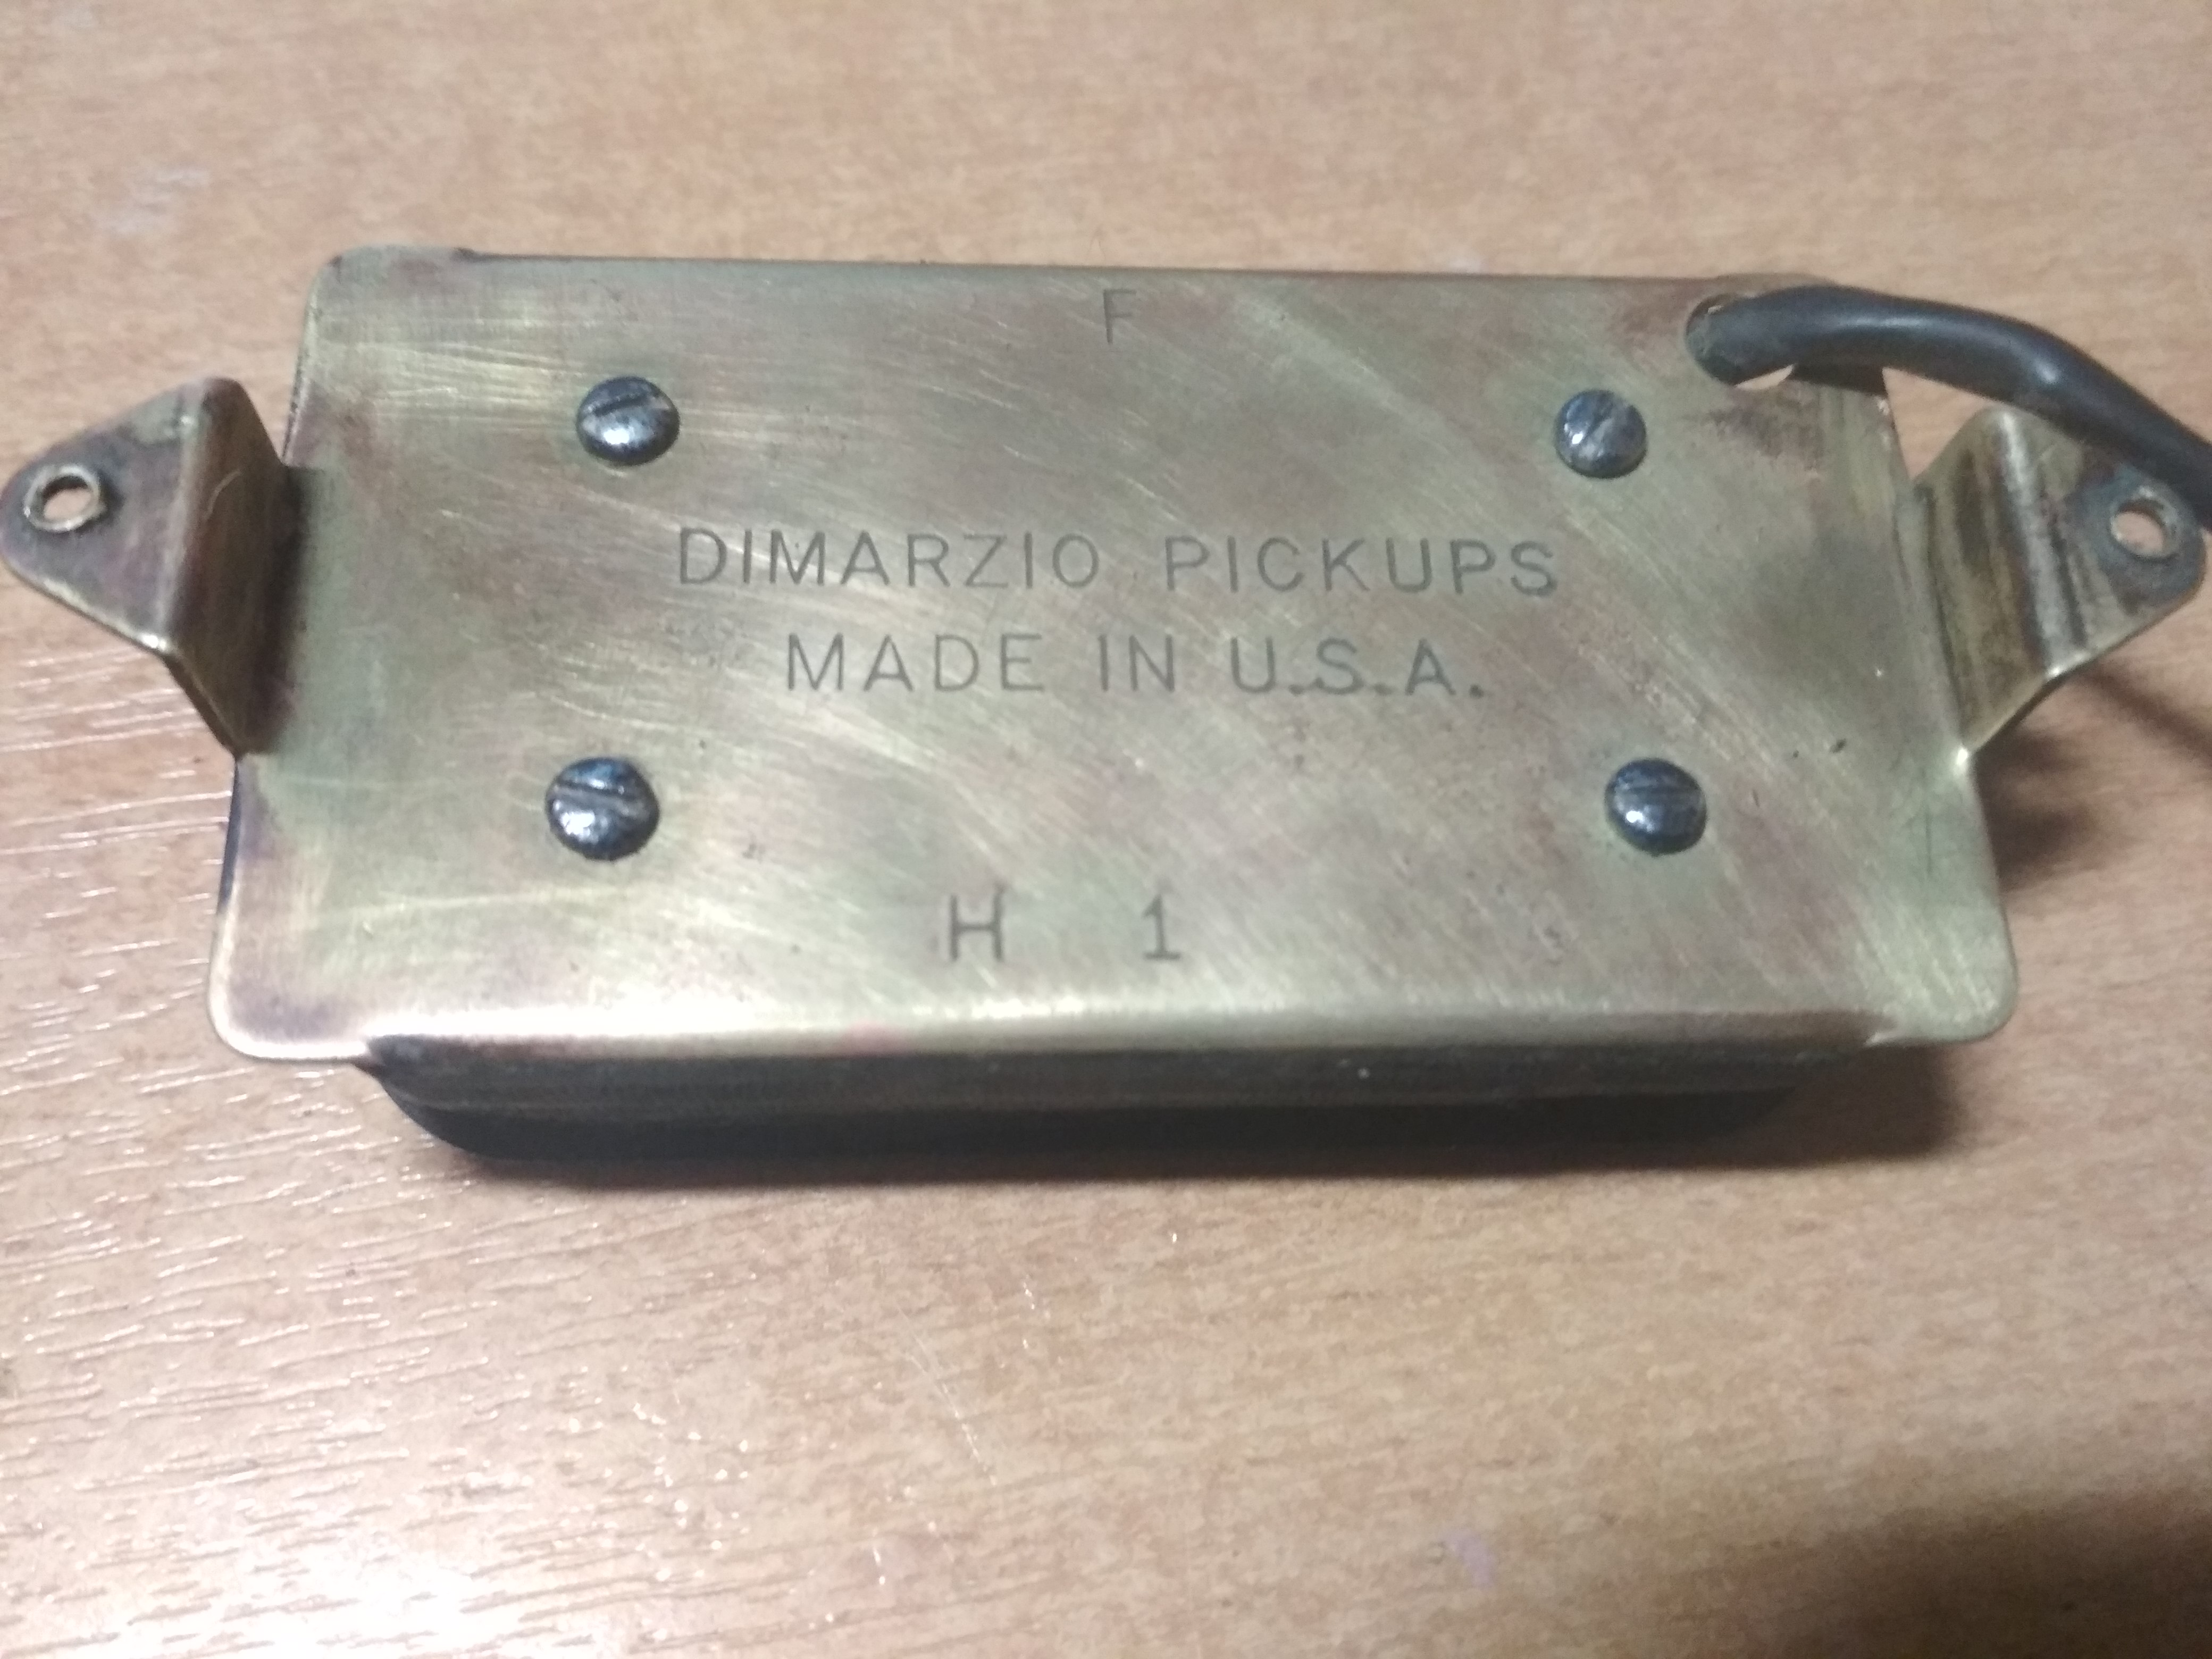 F
DIMARZIO PICKUPS
MADE IN U.S.A.
H 1